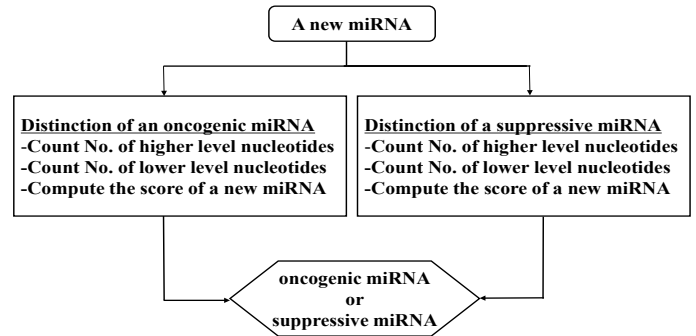 A new miRNA
Distinction of an oncogenic miRNA
-Count No. of higher level nucleotides
-Count No. of lower level nucleotides
-Compute the score of a new miRNA
Distinction of a suppressive miRNA
-Count No. of higher level nucleotides
-Count No. of lower level nucleotides
-Compute the score of a new miRNA
oncogenic miRNA
or
suppressive miRNA